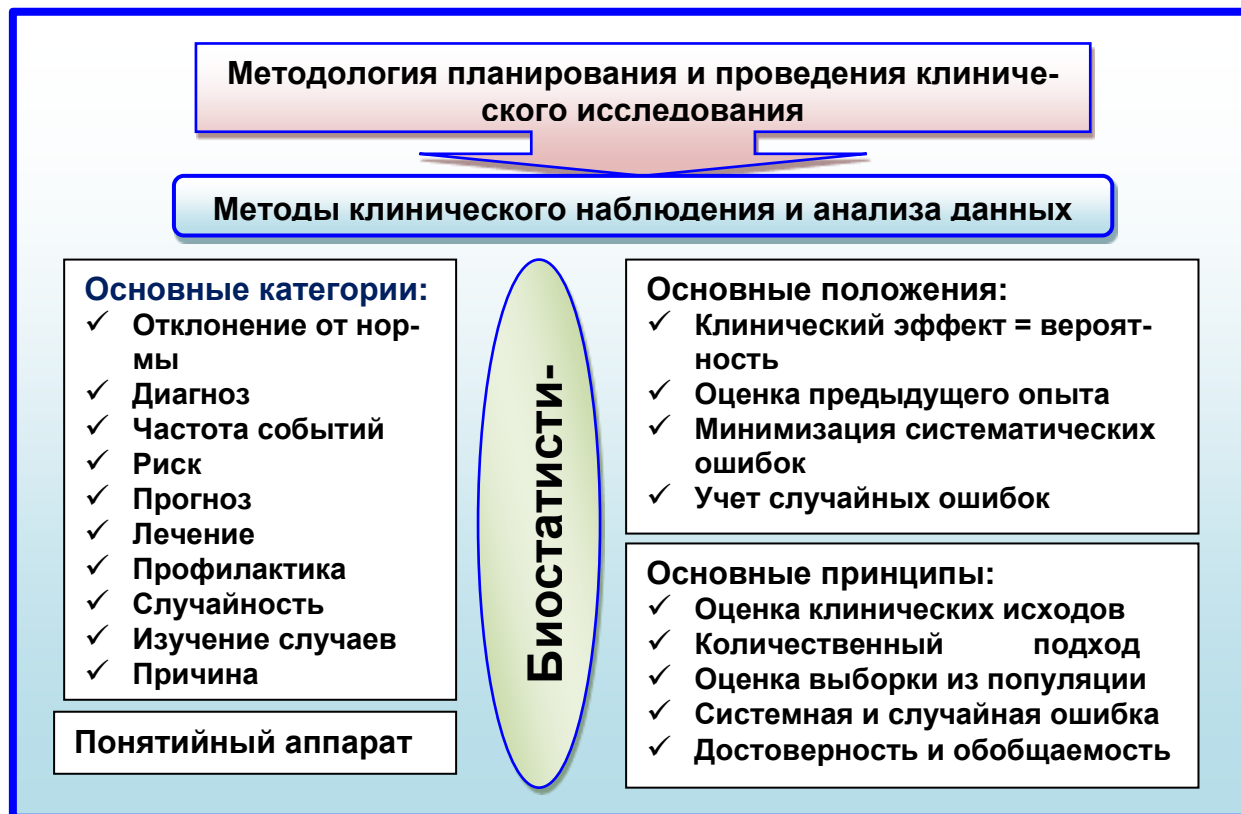 Методология планирования и проведения клиниче-
ского исследования
Методы клинического наблюдения и анализа данных
Основные категории:
✓ Отклонение от нор-
мы
✓ Диагноз
✓ Частота событий
✓ Риск
✓ Прогноз
✓ Лечение
✓ Профилактика
✓ Случайность
✓ Изучение случаев
✓ Причина
Понятийный аппарат
Биостатисти-
Основные положения:
✓ Клинический эффект = вероят-
ность
✓ Оценка предыдущего опыта
✓ Минимизация систематических
ошибок
✓ Учет случайных ошибок
Основные принципы:
✓ Оценка клинических исходов
✓ Количественный подход
✓ Оценка выборки из популяции
✓ Системная и случайная ошибка
✓ Достоверность и обобщаемость